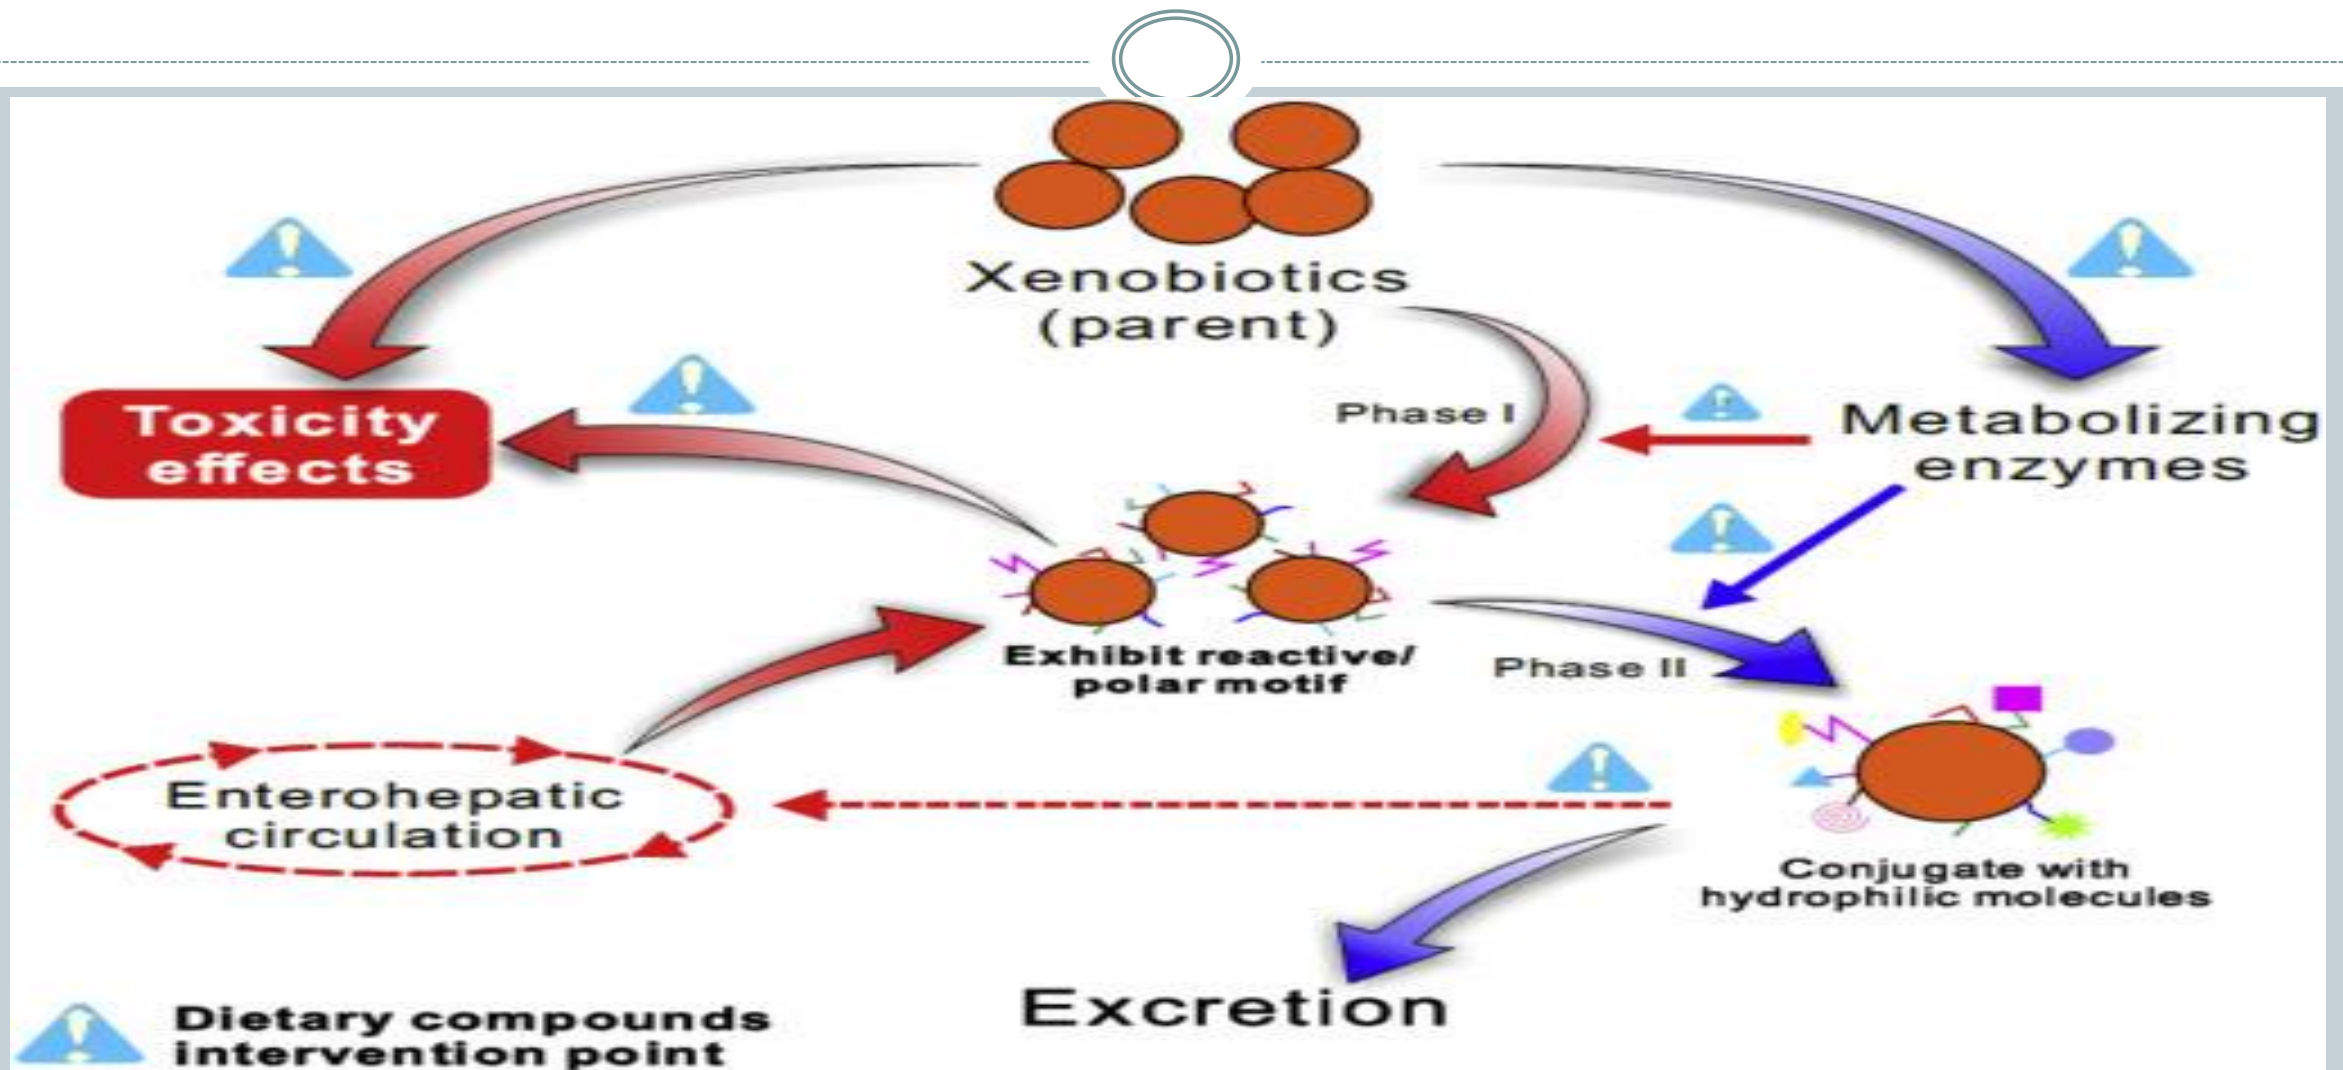 Xenobiotics
(parent)
Toxicity
effects
Phase I
Metabolizing
enzymes
Exhibit reactive/
polar motif
Phase II
Enterohepatic
circulation
Conjugate with
hydrophilic molecules
Excretion
Dietary compounds
intervention point